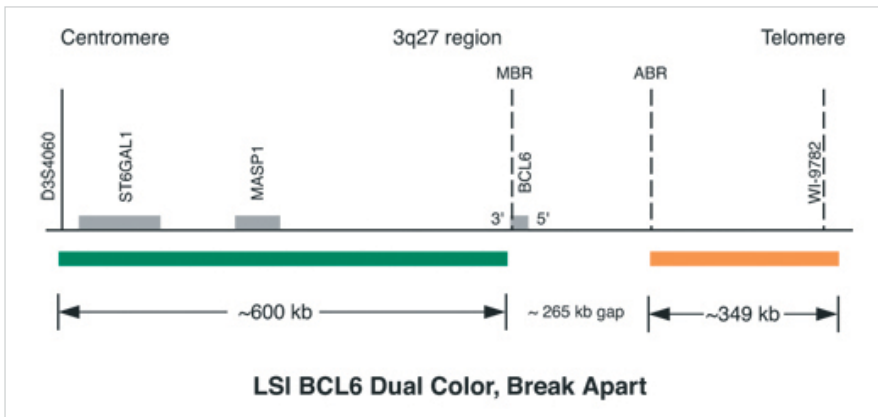 Centromere 3q27 region Telomere
MBR ABR
D3S4060
ST6GAL1
MASP1
BCL6
WI-9782
3' 5'
~600 kb ~ 265 kb gap ~349 kb
LSI BCL6 Dual Color, Break Apart